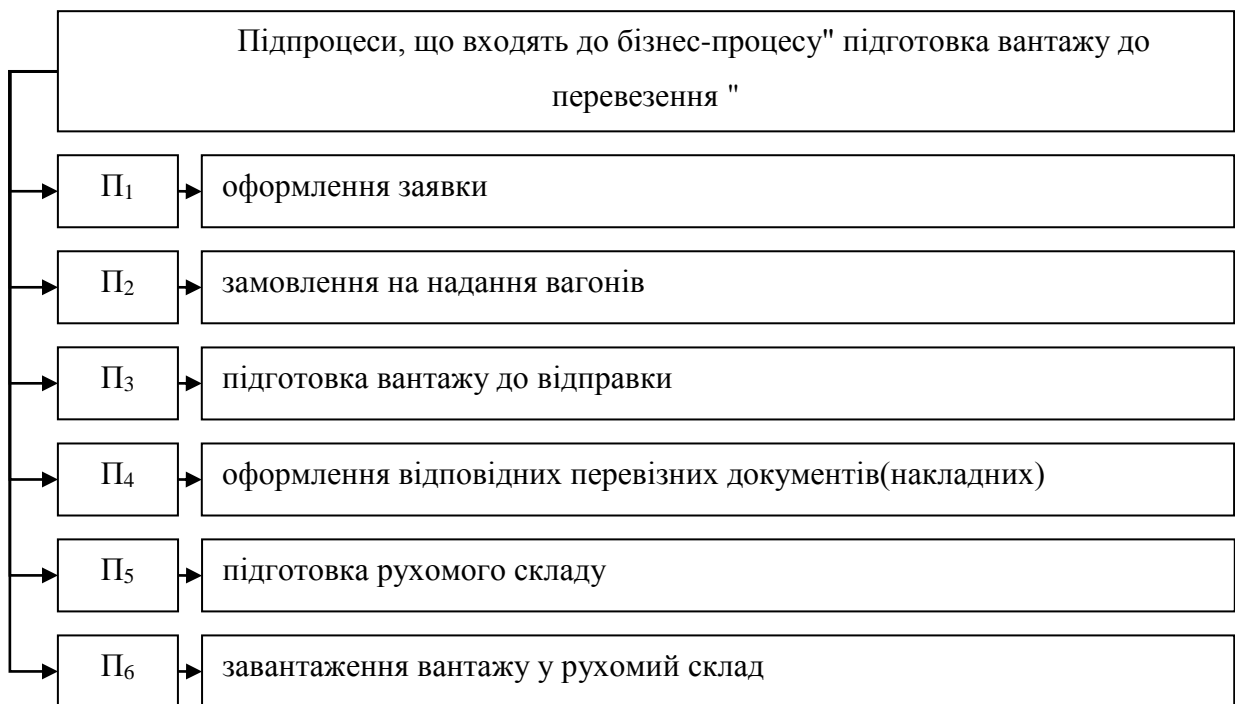 Підпроцеси, що входять до бізнес-процесу" підготовка вантажу до
перевезення "
П₁ оформлення заявки
П₂ замовлення на надання вагонів
П₃ підготовка вантажу до відправки
П₄ оформлення відповідних перевізних документів(накладних)
П₅ підготовка рухомого складу
П₆ завантаження вантажу у рухомий склад